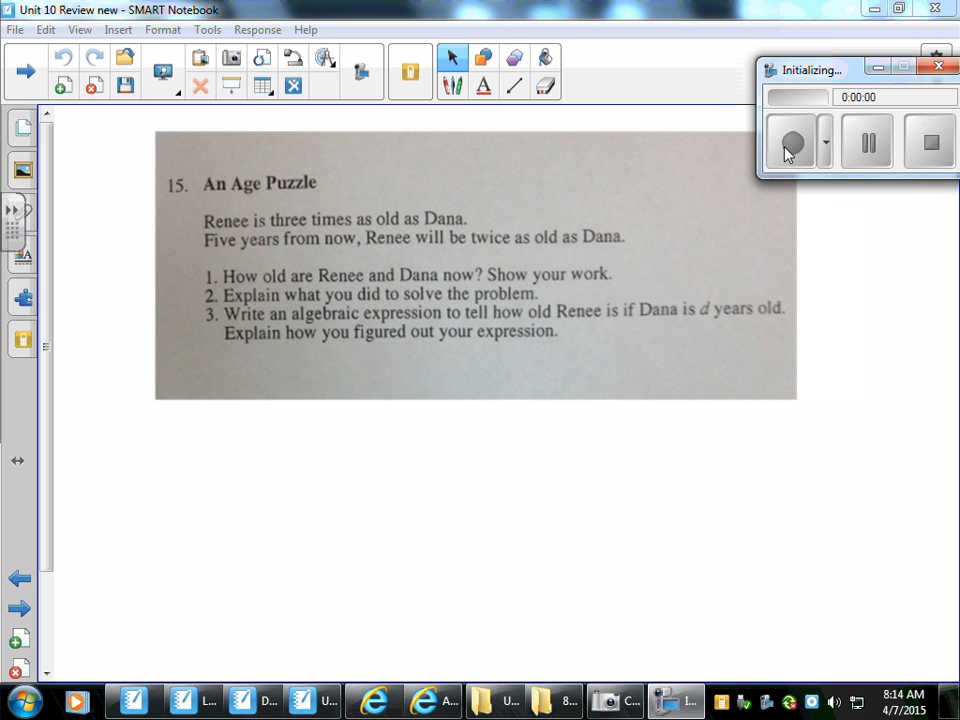 Unit 10 Review new - SMART Notebook
File Edit View Insert Format Tools Response Help
Initializing...
0:00:00
15. An Age Puzzle
Renee is three times as old as Dana.
Five years from now, Renee will be twice as old as Dana.
1. How old are Renee and Dana now? Show your work.
2. Explain what you did to solve the problem.
3. Write an algebraic expression to tell how old Renee is if Dana is d years old.
Explain how you figured out your expression.
L... D... U... A... U... 8... C... I...
8:14 AM
4/7/2015